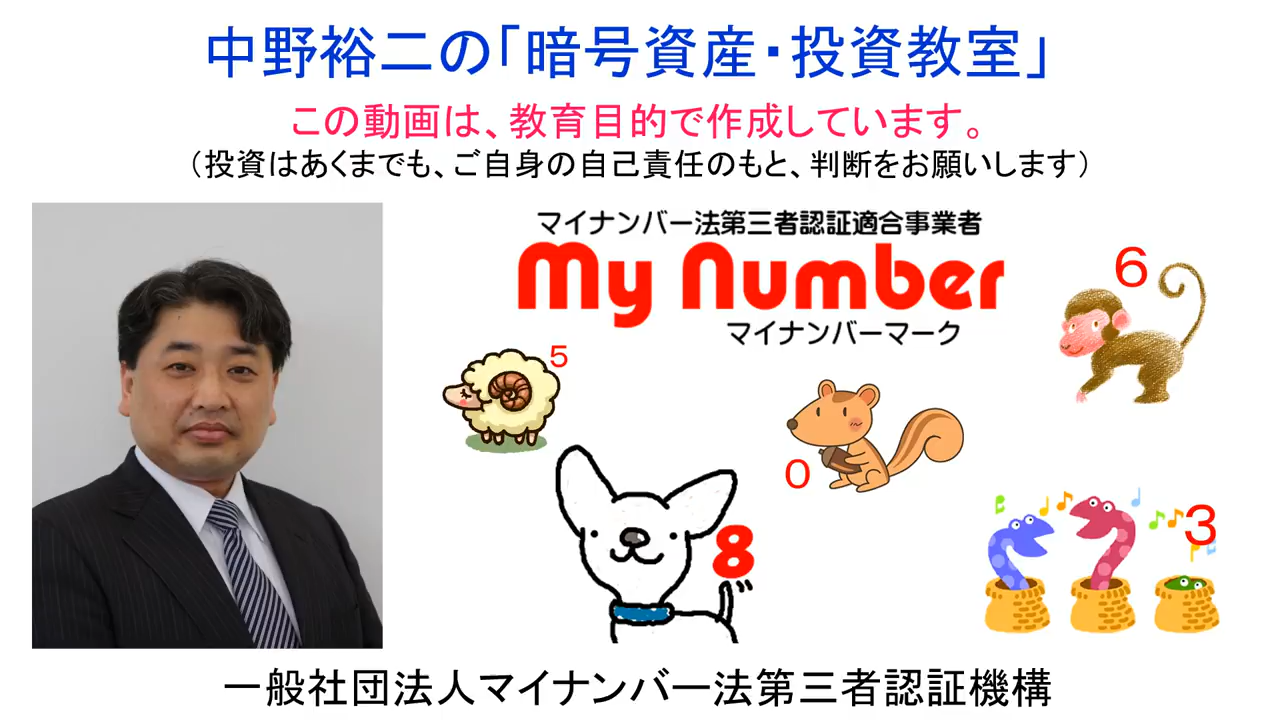 中野裕二の「暗号資産・投資教室」
この動画は、教育目的で作成しています。
（投資はあくまでも、ご自身の自己責任のもと、判断をお願いします）
マイナンバー法第三者認証適合事業者
My Number
マイナンバーマーク
6
5
0
8
3
一般社団法人マイナンバー法第三者認証機構